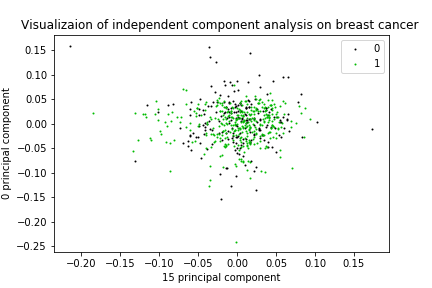 Visualizaion of independent component analysis on breast cancer
0
1
0.15
0.10
0.05
0.00
−0.05
−0.10
−0.15
−0.20
−0.25
0 principal component
−0.20 −0.15 −0.10 −0.05 0.00 0.05 0.10 0.15
15 principal component